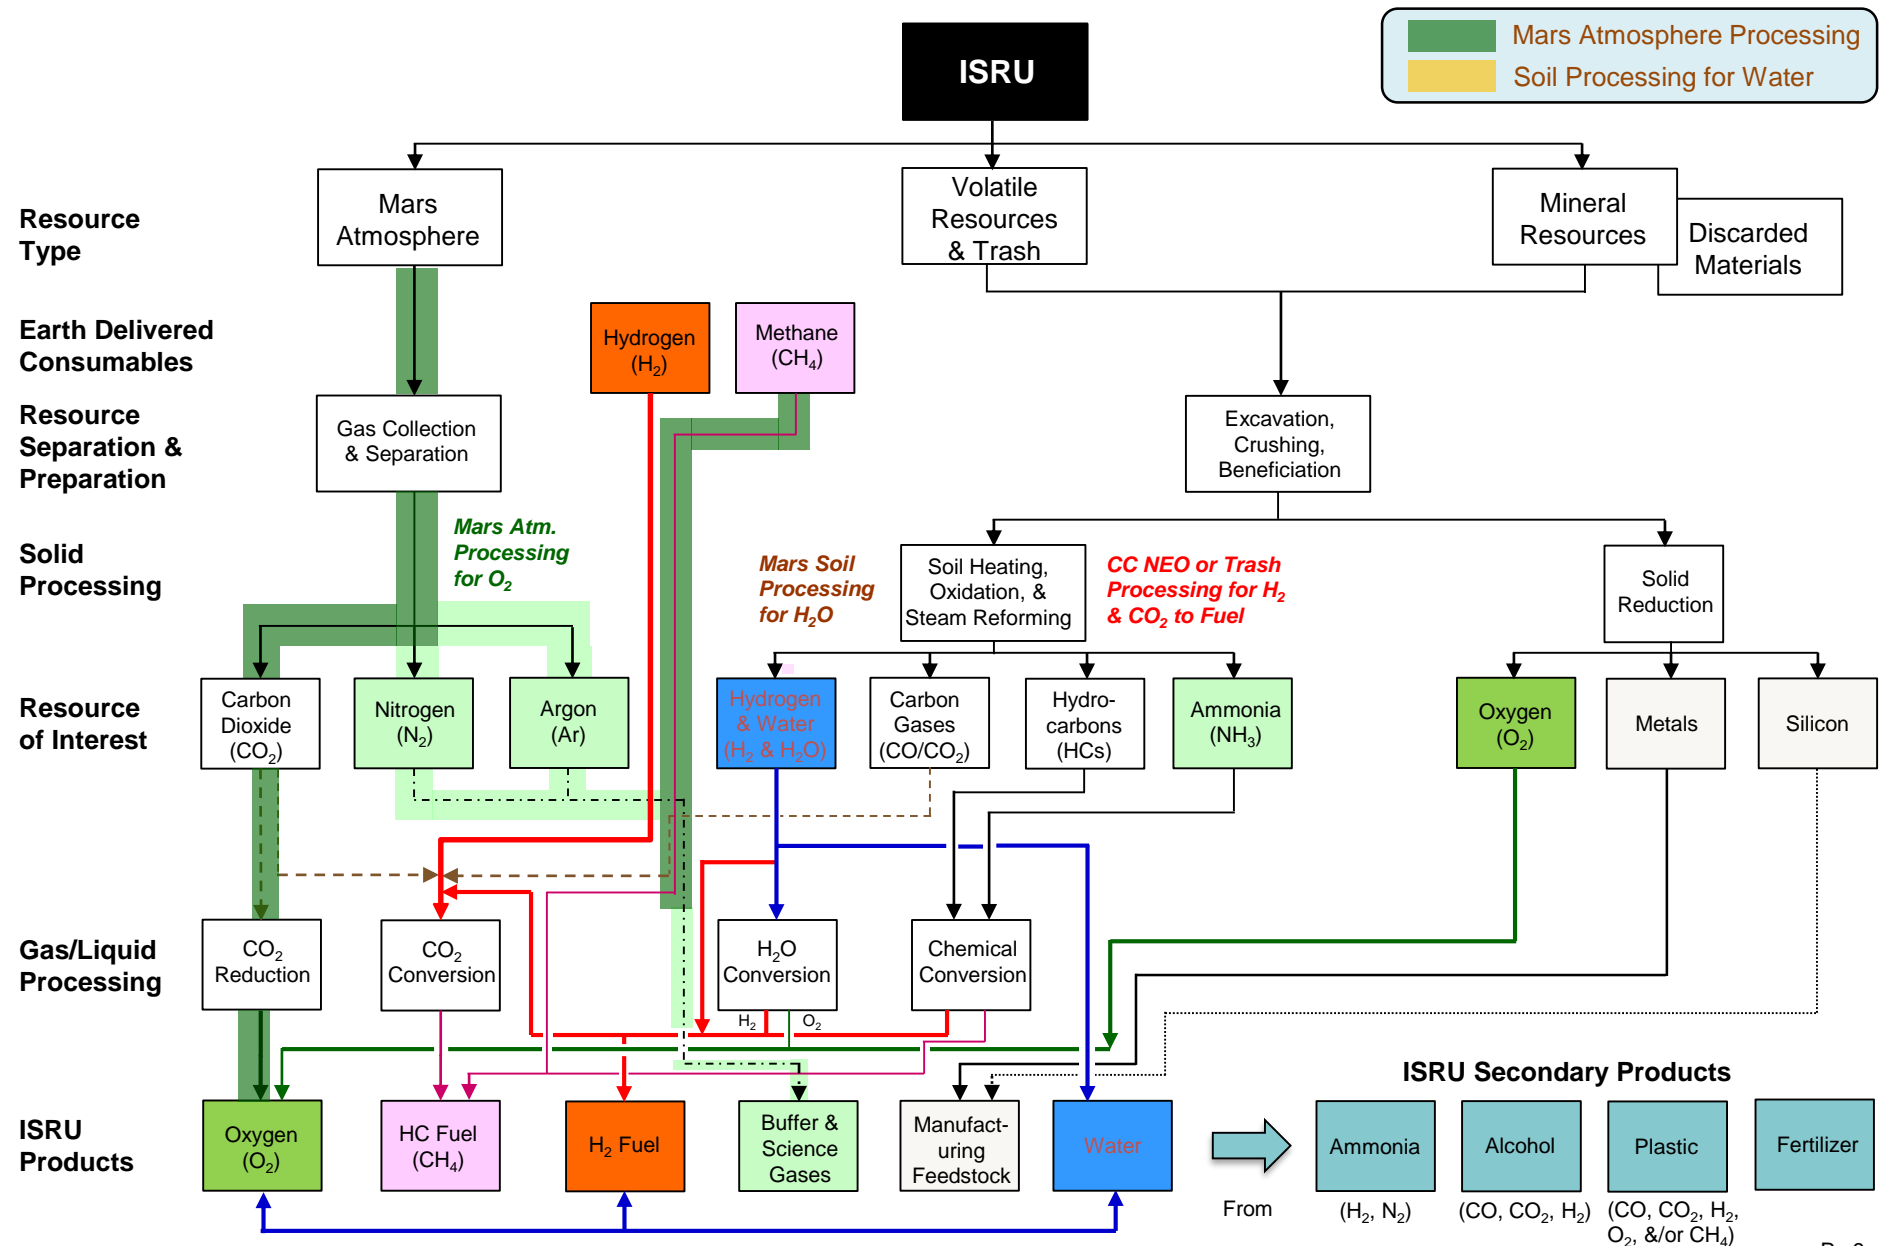 ISRU
Mars Atmosphere Processing
Soil Processing for Water
Resource
Type
Mars
Atmosphere
Volatile
Resources
& Trash
Mineral
Resources
Discarded
Materials
Earth Delivered
Consumables
Hydrogen
(H₂)
Methane
(CH₄)
Resource
Separation &
Preparation
Gas Collection
& Separation
Excavation,
Crushing,
Beneficiation
Solid
Processing
Mars Atm.
Processing
for O₂
Mars Soil
Processing
for H₂O
Soil Heating,
Oxidation, &
Steam Reforming
CC NEO or Trash
Processing for H₂
& CO₂ to Fuel
Solid
Reduction
Resource
of Interest
Carbon
Dioxide
(CO₂)
Nitrogen
(N₂)
Argon
(Ar)
Hydrogen
& Water
(H₂ & H₂O)
Carbon
Gases
(CO/CO₂)
Hydro-
carbons
(HCs)
Ammonia
(NH₃)
Oxygen
(O₂)
Metals
Silicon
Gas/Liquid
Processing
CO₂
Reduction
CO₂
Conversion
H₂O
Conversion
Chemical
Conversion
H₂
O₂
ISRU
Products
Oxygen
(O₂)
HC Fuel
(CH₄)
H₂ Fuel
Buffer &
Science
Gases
Manufact-
uring
Feedstock
Water
ISRU Secondary Products
Ammonia
Alcohol
Plastic
Fertilizer
From
(H₂, N₂)
(CO, CO₂, H₂)
(CO, CO₂, H₂,
O₂, &/or CH₄)